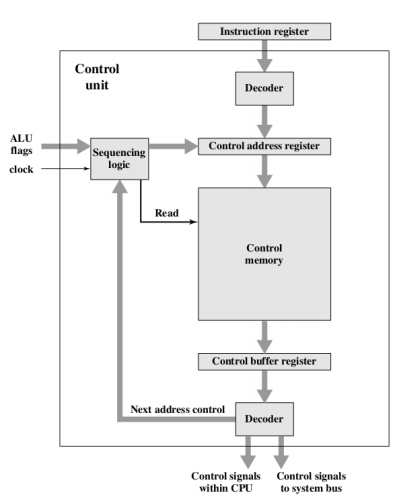 Instruction register
Control
unit
Decoder
ALU
flags
clock
Sequencing
logic
Control address register
Read
Control
memory
Control buffer register
Next address control
Decoder
Control signals
within CPU
Control signals
to system bus